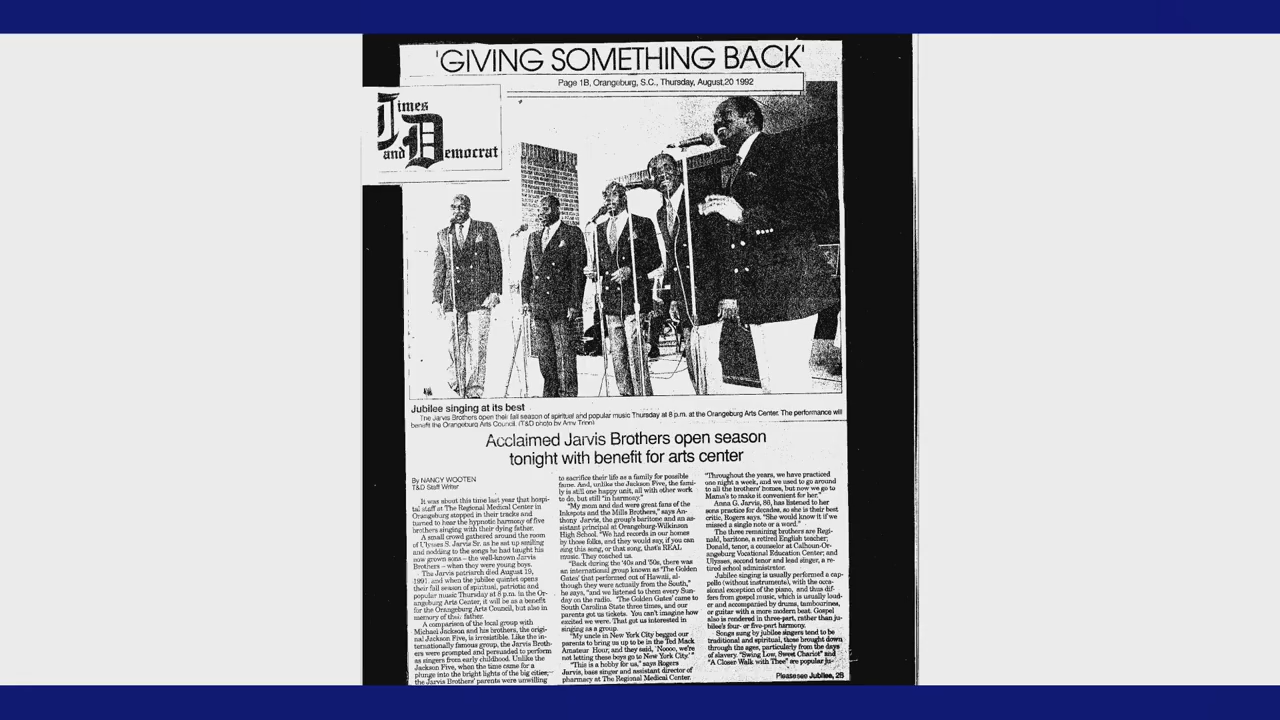 'GIVING SOMETHING BACK'
Page 1B, Orangeburg, S.C., Thursday, August,20 1992
Times
and Democrat
Jubilee singing at its best
The Jarvis Brothers open their fall season of spiritual and popular music Thursday at 8 p.m. at the Orangeburg Arts Center. The performance will
benefit the Orangeburg Arts Council. (T&D photo by Amy Trion)
Acclaimed Jarvis Brothers open season
tonight with benefit for arts center
By NANCY WOOTEN
T&D Staff Writer
It was about this time last year that hospi-
tal staff at The Regional Medical Center in
Orangeburg stopped in their tracks and
turned to hear the hypnotic harmony of five
brothers singing with their dying father.
A small crowd gathered around the room
of Ulysses S. Jarvis Sr. as he sat up smiling
and nodding to the songs he had taught his
now grown sons – the well-known Jarvis
Brothers – when they were young boys.
The Jarvis patriarch died August 19,
1991, and when the jubilee quintet opens
their fall season of spiritual, patriotic and
popular music Thursday at 8 p.m. in the Or-
angeburg Arts Center, it will be as a benefit
for the Orangeburg Arts Council, but also in
memory of their father.
A comparison of the local group with
Michael Jackson and his brothers, the origi-
nal Jackson Five, is irresistible. Like the in-
ternationally famous group, the Jarvis Broth-
ers were prompted and persuaded to perform
as singers from early childhood. Unlike the
Jackson Five, when the time came for a
plunge into the bright lights of the big cities,
the Jarvis Brothers' parents were unwilling
to sacrifice their life as a family for possible
fame. And, unlike the Jackson Five, the fami-
ly is still one happy unit, all with other work
to do, but still "in harmony."
"My mom and dad were great fans of the
Inkspots and the Mills Brothers," says An-
thony Jarvis, the group's baritone and an as-
sistant principal at Orangeburg-Wilkinson
High School. "We had records in our homes
by those folks, and they would say, if you can
sing this song, or that song, that's REAL
music. They coached us.
"Back during the '40s and '50s, there was
an international group known as 'The Golden
Gates' that performed out of Hawaii, al-
though they were actually from the South,"
he says, "and we listened to them every Sun-
day on the radio. 'The Golden Gates' came to
South Carolina State three times, and our
parents got us tickets. You can't imagine how
excited we were. That got us interested in
singing as a group.
"My uncle in New York City begged our
parents to bring us up to be in the Ted Mack
Amateur Hour, and they said, 'Nooo, we're
not letting these boys go to New York City.'"
"This is a hobby for us," says Rogers
Jarvis, bass singer and assistant director of
pharmacy at The Regional Medical Center.
"Throughout the years, we have practiced
one night a week, and we used to go around
to all the brothers' homes, but now we go to
Mama's to make it convenient for her."
Anna G. Jarvis, 86, has listened to her
sons practice for decades, so she is their best
critic, Rogers says. "She would know it if we
missed a single note or a word."
The three remaining brothers are Regi-
nald, baritone, a retired English teacher;
Donald, tenor, a counselor at Calhoun-Or-
angeburg Vocational Education Center; and
Ulysses, second tenor and lead singer, a re-
tired school administrator.
Jubilee singing is usually performed a cap-
pello (without instruments), with the occa-
sional exception of the piano, and thus dif-
fers from gospel music, which is usually loud-
er and accompanied by drums, tambourines,
or guitar with a more modern beat. Gospel
also is rendered in three-part, rather than ju-
bilee's four- or five-part harmony.
Songs sung by jubilee singers tend to be
traditional and spiritual, those brought down
through the ages, particularly from the days
of slavery. "Swing Low, Sweet Chariot" and
"A Closer Walk with Thee" are popular ju-
Please see Jubilee, 2B